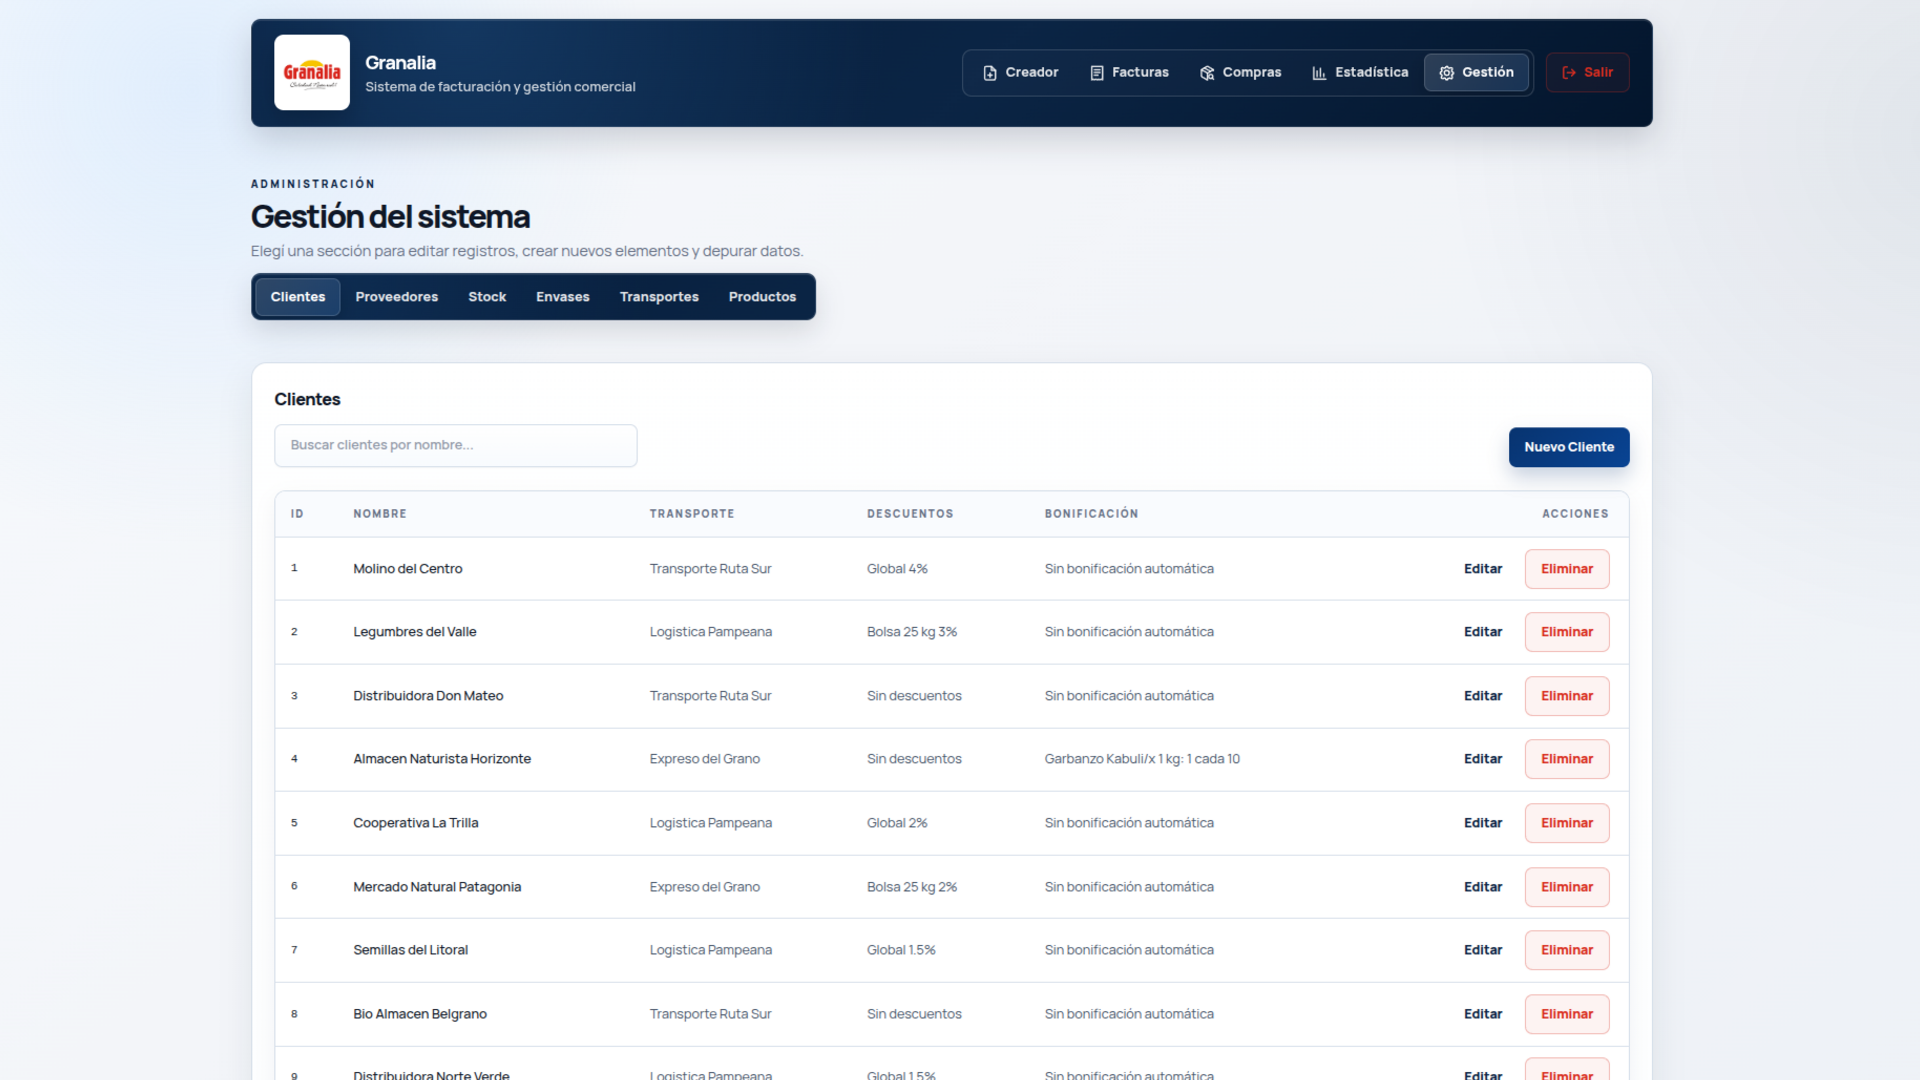 Granalia
Granalia
Sistema de facturación y gestión comercial
Creador
Facturas
Compras
Estadística
Gestión
Salir
ADMINISTRACIÓN
Gestión del sistema
Elegí una sección para editar registros, crear nuevos elementos y depurar datos.
Clientes Proveedores Stock Envases Transportes Productos
Clientes
Buscar clientes por nombre...
Nuevo Cliente
ID NOMBRE TRANSPORTE DESCUENTOS BONIFICACIÓN ACCIONES
1 Molino del Centro Transporte Ruta Sur Global 4% Sin bonificación automática Editar Eliminar
2 Legumbres del Valle Logistica Pampeana Bolsa 25 kg 3% Sin bonificación automática Editar Eliminar
3 Distribuidora Don Mateo Transporte Ruta Sur Sin descuentos Sin bonificación automática Editar Eliminar
4 Almacen Naturista Horizonte Expreso del Grano Sin descuentos Garbanzo Kabuli/x 1 kg: 1 cada 10 Editar Eliminar
5 Cooperativa La Trilla Logistica Pampeana Global 2% Sin bonificación automática Editar Eliminar
6 Mercado Natural Patagonia Expreso del Grano Bolsa 25 kg 2% Sin bonificación automática Editar Eliminar
7 Semillas del Litoral Logistica Pampeana Global 1.5% Sin bonificación automática Editar Eliminar
8 Bio Almacen Belgrano Transporte Ruta Sur Sin descuentos Sin bonificación automática Editar Eliminar
9 Distribuidora Norte Verde Logistica Pampeana Global 1.5% Sin bonificación automática Editar Eliminar